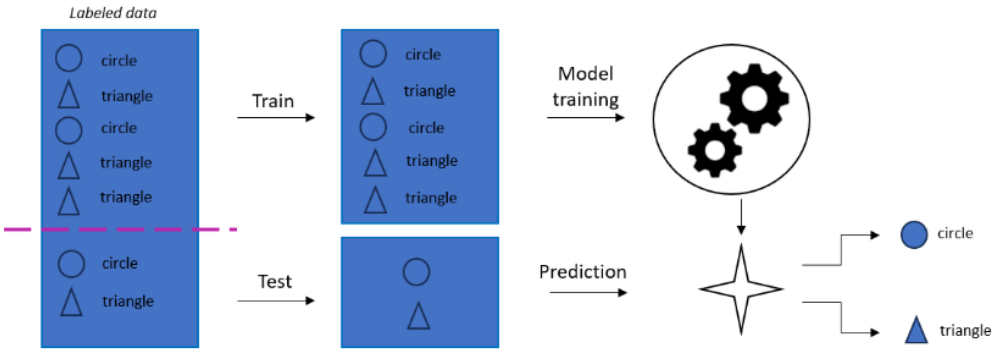 Labeled data
circle
triangle
circle
triangle
triangle
circle
triangle
Train
Test
circle
triangle
circle
triangle
triangle
Model
training
Prediction
circle
triangle